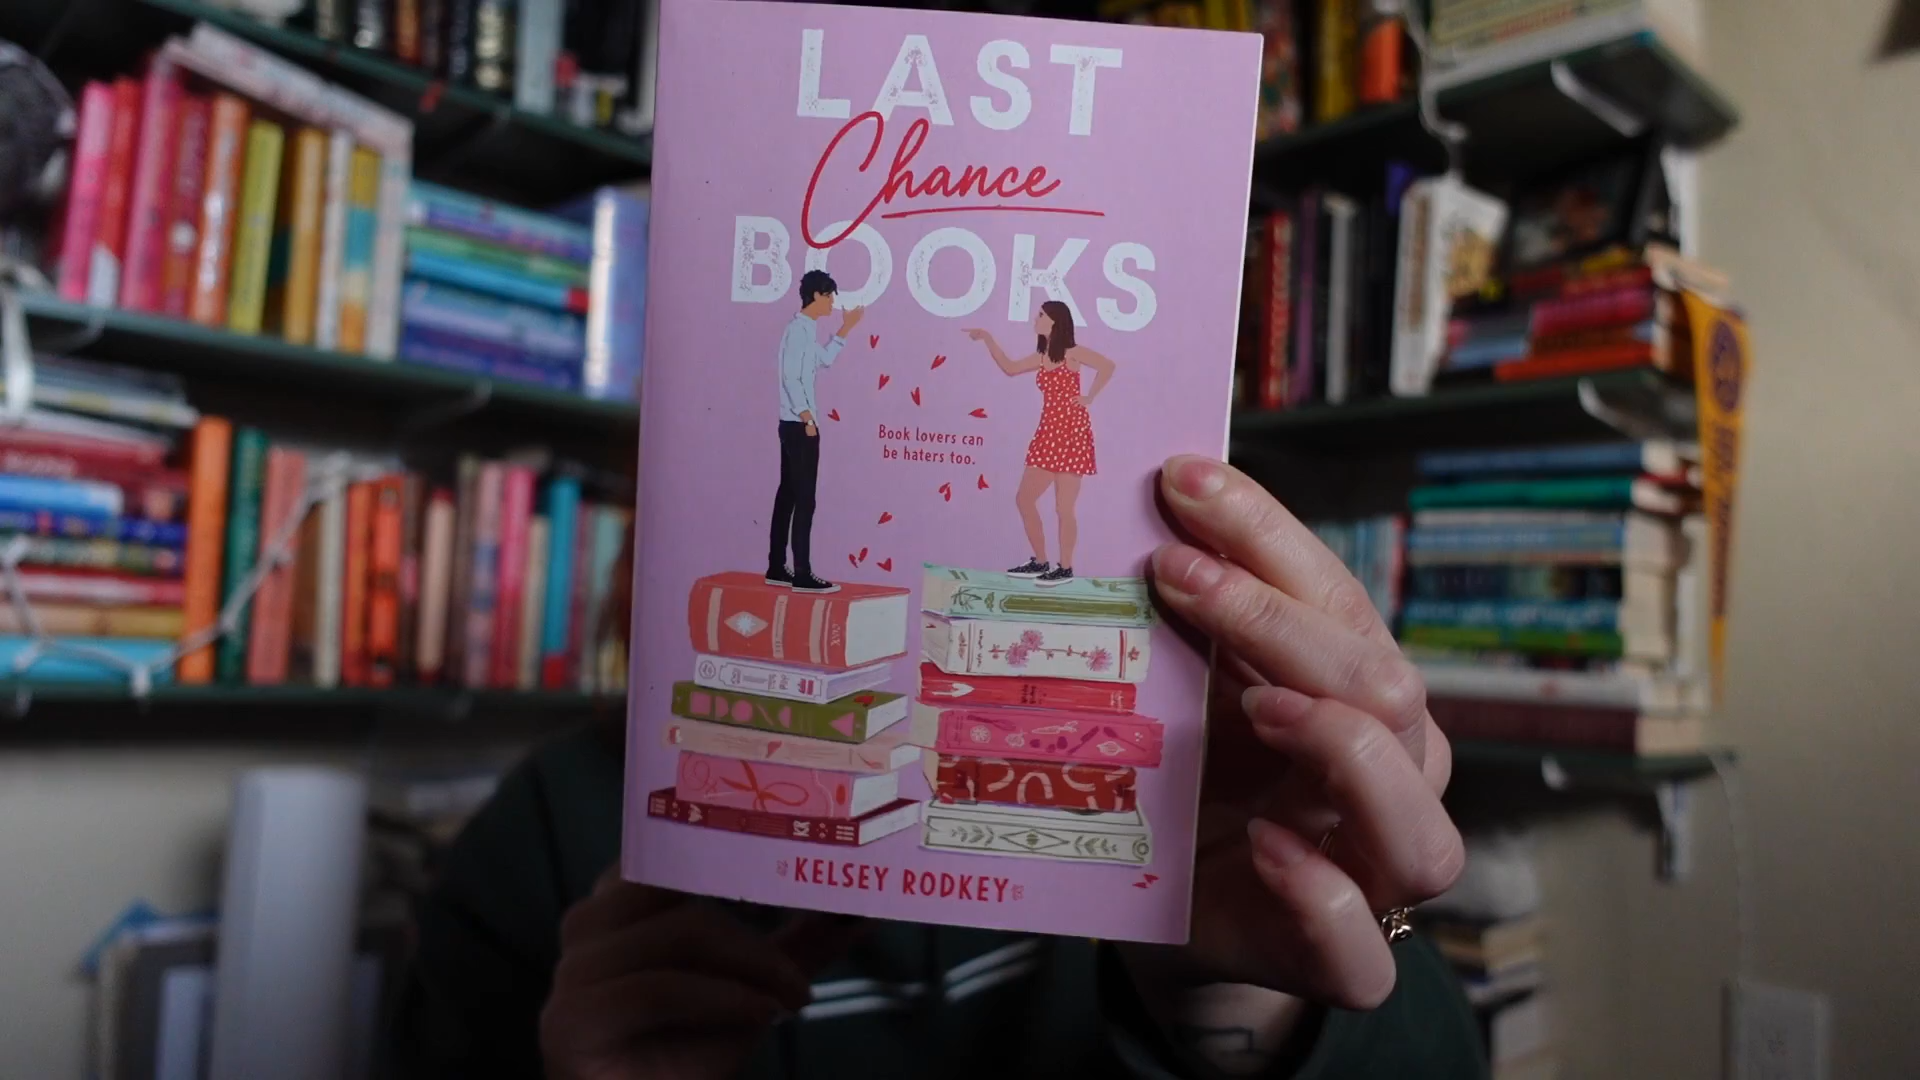 LAST
Chance
BOOKS
Book lovers can
be haters too.
KELSEY RODKEY